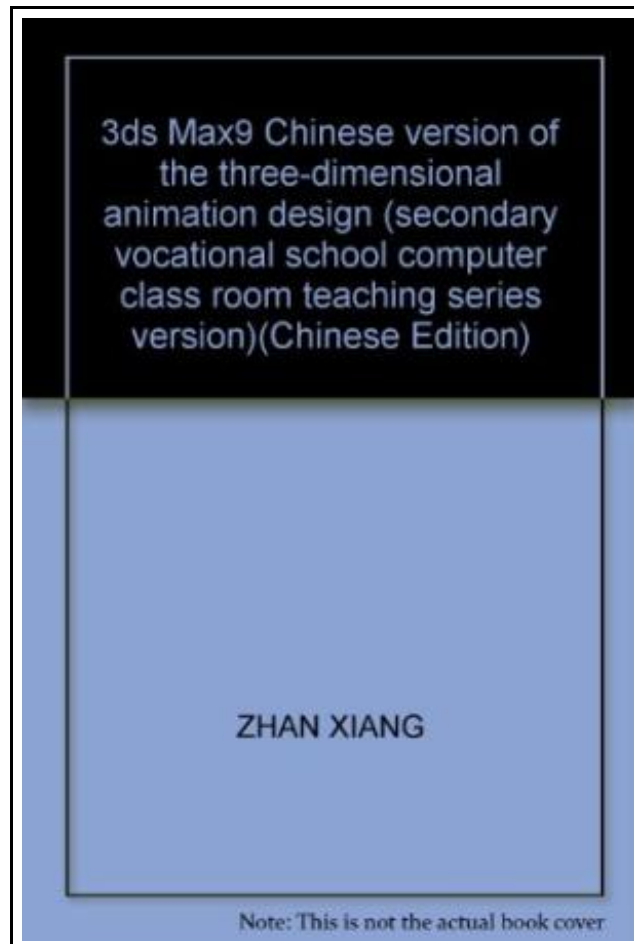 3ds Max9 Chinese version of
the three-dimensional
animation design (secondary
vocational school computer
class room teaching series
version)(Chinese Edition)
ZHAN XIANG
Note: This is not the actual book cover